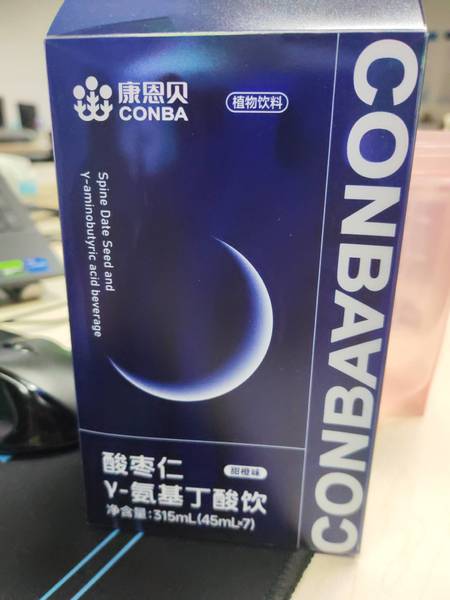 康恩贝
CONBA
植物饮料
Spine Date Seed and
γ-aminobutyric acid beverage
CONBA
CONBA
酸枣仁
甜橙味
γ-氨基丁酸饮
净含量:315mL(45mL×7)